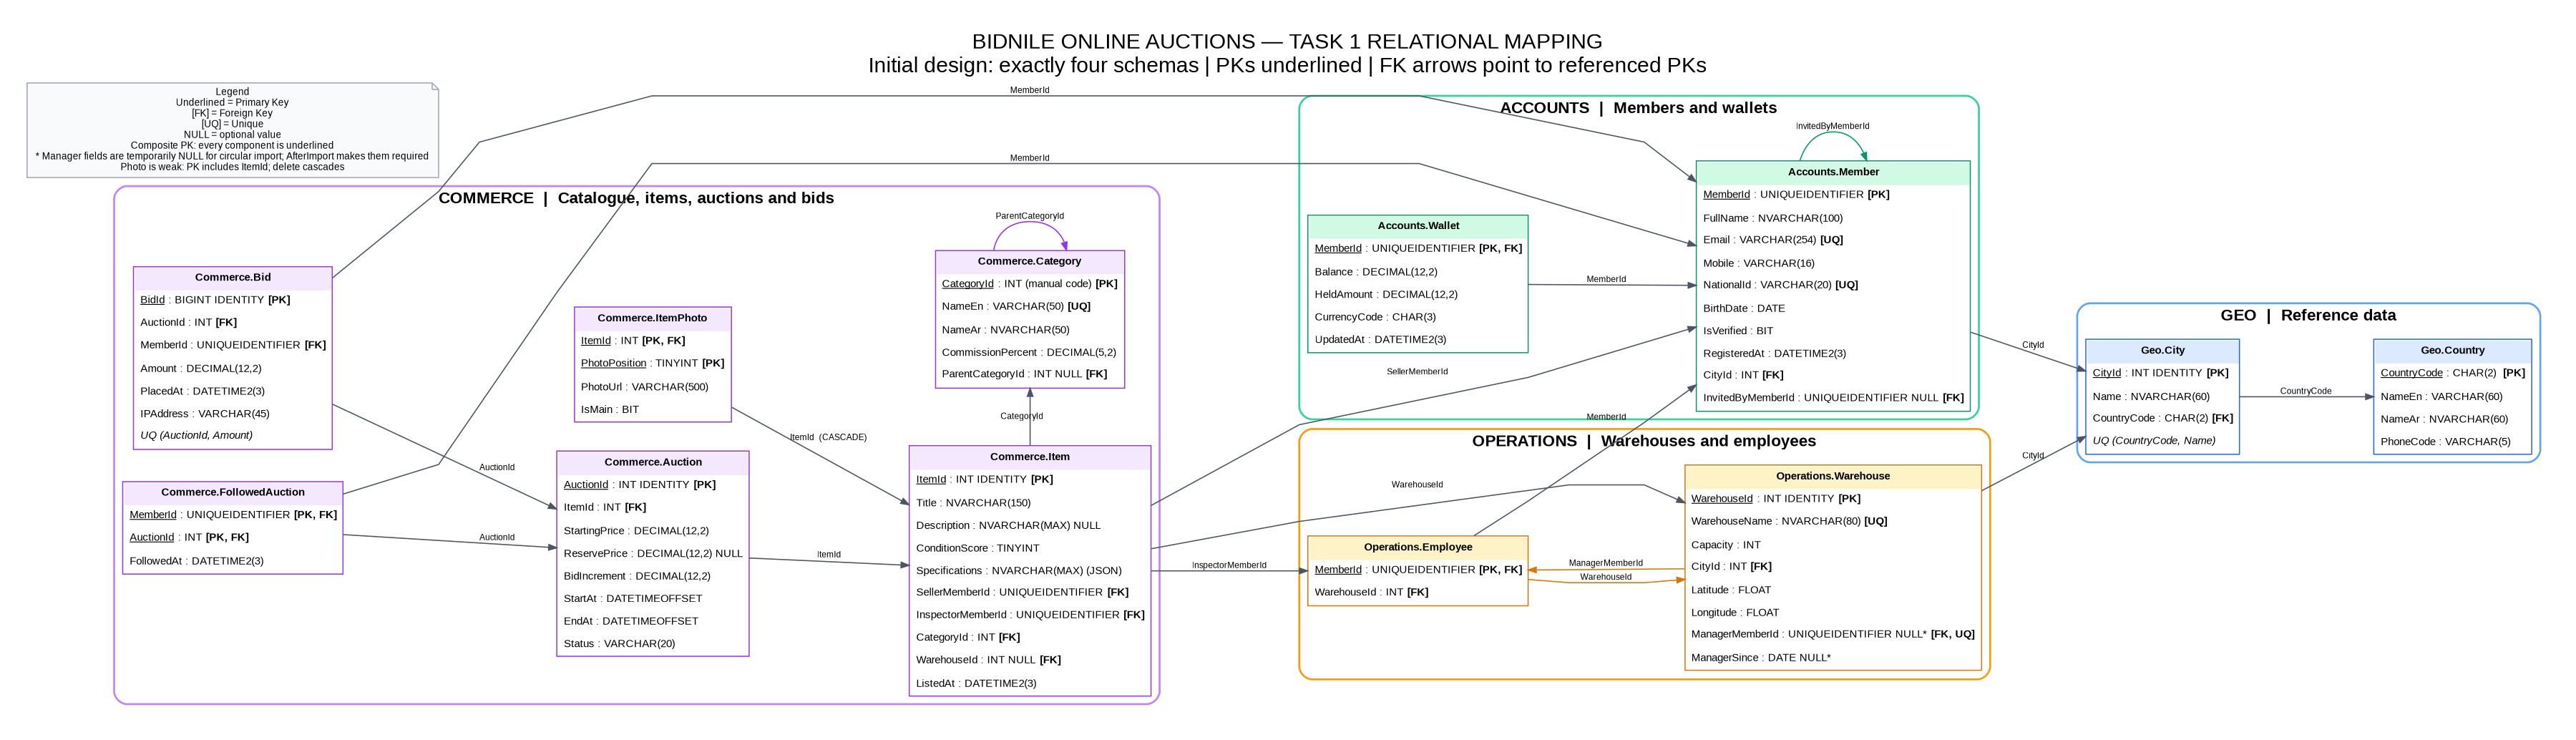 BIDNILE ONLINE AUCTIONS — TASK 1 RELATIONAL MAPPING
Initial design: exactly four schemas | PKs underlined | FK arrows point to referenced PKs
Legend
Underlined = Primary Key
[FK] = Foreign Key
[UQ] = Unique
NULL = optional value
Composite PK: every component is underlined
* Manager fields are temporarily NULL for circular import; AfterImport makes them required
Photo is weak: PK includes ItemId; delete cascades
COMMERCE | Catalogue, items, auctions and bids
Commerce.Bid
BidId : BIGINT IDENTITY [PK]
AuctionId : INT [FK]
MemberId : UNIQUEIDENTIFIER [FK]
Amount : DECIMAL(12,2)
PlacedAt : DATETIME2(3)
IPAddress : VARCHAR(45)
UQ (AuctionId, Amount)
Commerce.FollowedAuction
MemberId : UNIQUEIDENTIFIER [PK, FK]
AuctionId : INT [PK, FK]
FollowedAt : DATETIME2(3)
Commerce.ItemPhoto
ItemId : INT [PK, FK]
PhotoPosition : TINYINT [PK]
PhotoUrl : VARCHAR(500)
IsMain : BIT
Commerce.Auction
AuctionId : INT IDENTITY [PK]
ItemId : INT [FK]
StartingPrice : DECIMAL(12,2)
ReservePrice : DECIMAL(12,2) NULL
BidIncrement : DECIMAL(12,2)
StartAt : DATETIMEOFFSET
EndAt : DATETIMEOFFSET
Status : VARCHAR(20)
Commerce.Category
CategoryId : INT (manual code) [PK]
NameEn : VARCHAR(50) [UQ]
NameAr : NVARCHAR(50)
CommissionPercent : DECIMAL(5,2)
ParentCategoryId : INT NULL [FK]
Commerce.Item
ItemId : INT IDENTITY [PK]
Title : NVARCHAR(150)
Description : NVARCHAR(MAX) NULL
ConditionScore : TINYINT
Specifications : NVARCHAR(MAX) (JSON)
SellerMemberId : UNIQUEIDENTIFIER [FK]
InspectorMemberId : UNIQUEIDENTIFIER [FK]
CategoryId : INT [FK]
WarehouseId : INT NULL [FK]
ListedAt : DATETIME2(3)
MemberId
MemberId
ParentCategoryId
CategoryId
ItemId (CASCADE)
AuctionId
AuctionId
ItemId
SellerMemberId
WarehouseId
InspectorMemberId
ACCOUNTS | Members and wallets
Accounts.Wallet
MemberId : UNIQUEIDENTIFIER [PK, FK]
Balance : DECIMAL(12,2)
HeldAmount : DECIMAL(12,2)
CurrencyCode : CHAR(3)
UpdatedAt : DATETIME2(3)
MemberId
InvitedByMemberId
Accounts.Member
MemberId : UNIQUEIDENTIFIER [PK]
FullName : NVARCHAR(100)
Email : VARCHAR(254) [UQ]
Mobile : VARCHAR(16)
NationalId : VARCHAR(20) [UQ]
BirthDate : DATE
IsVerified : BIT
RegisteredAt : DATETIME2(3)
CityId : INT [FK]
InvitedByMemberId : UNIQUEIDENTIFIER NULL [FK]
MemberId
OPERATIONS | Warehouses and employees
Operations.Employee
MemberId : UNIQUEIDENTIFIER [PK, FK]
WarehouseId : INT [FK]
ManagerMemberId
WarehouseId
Operations.Warehouse
WarehouseId : INT IDENTITY [PK]
WarehouseName : NVARCHAR(80) [UQ]
Capacity : INT
CityId : INT [FK]
Latitude : FLOAT
Longitude : FLOAT
ManagerMemberId : UNIQUEIDENTIFIER NULL* [FK, UQ]
ManagerSince : DATE NULL*
CityId
CityId
GEO | Reference data
Geo.City
CityId : INT IDENTITY [PK]
Name : NVARCHAR(60)
CountryCode : CHAR(2) [FK]
UQ (CountryCode, Name)
CountryCode
Geo.Country
CountryCode : CHAR(2) [PK]
NameEn : VARCHAR(60)
NameAr : NVARCHAR(60)
PhoneCode : VARCHAR(5)